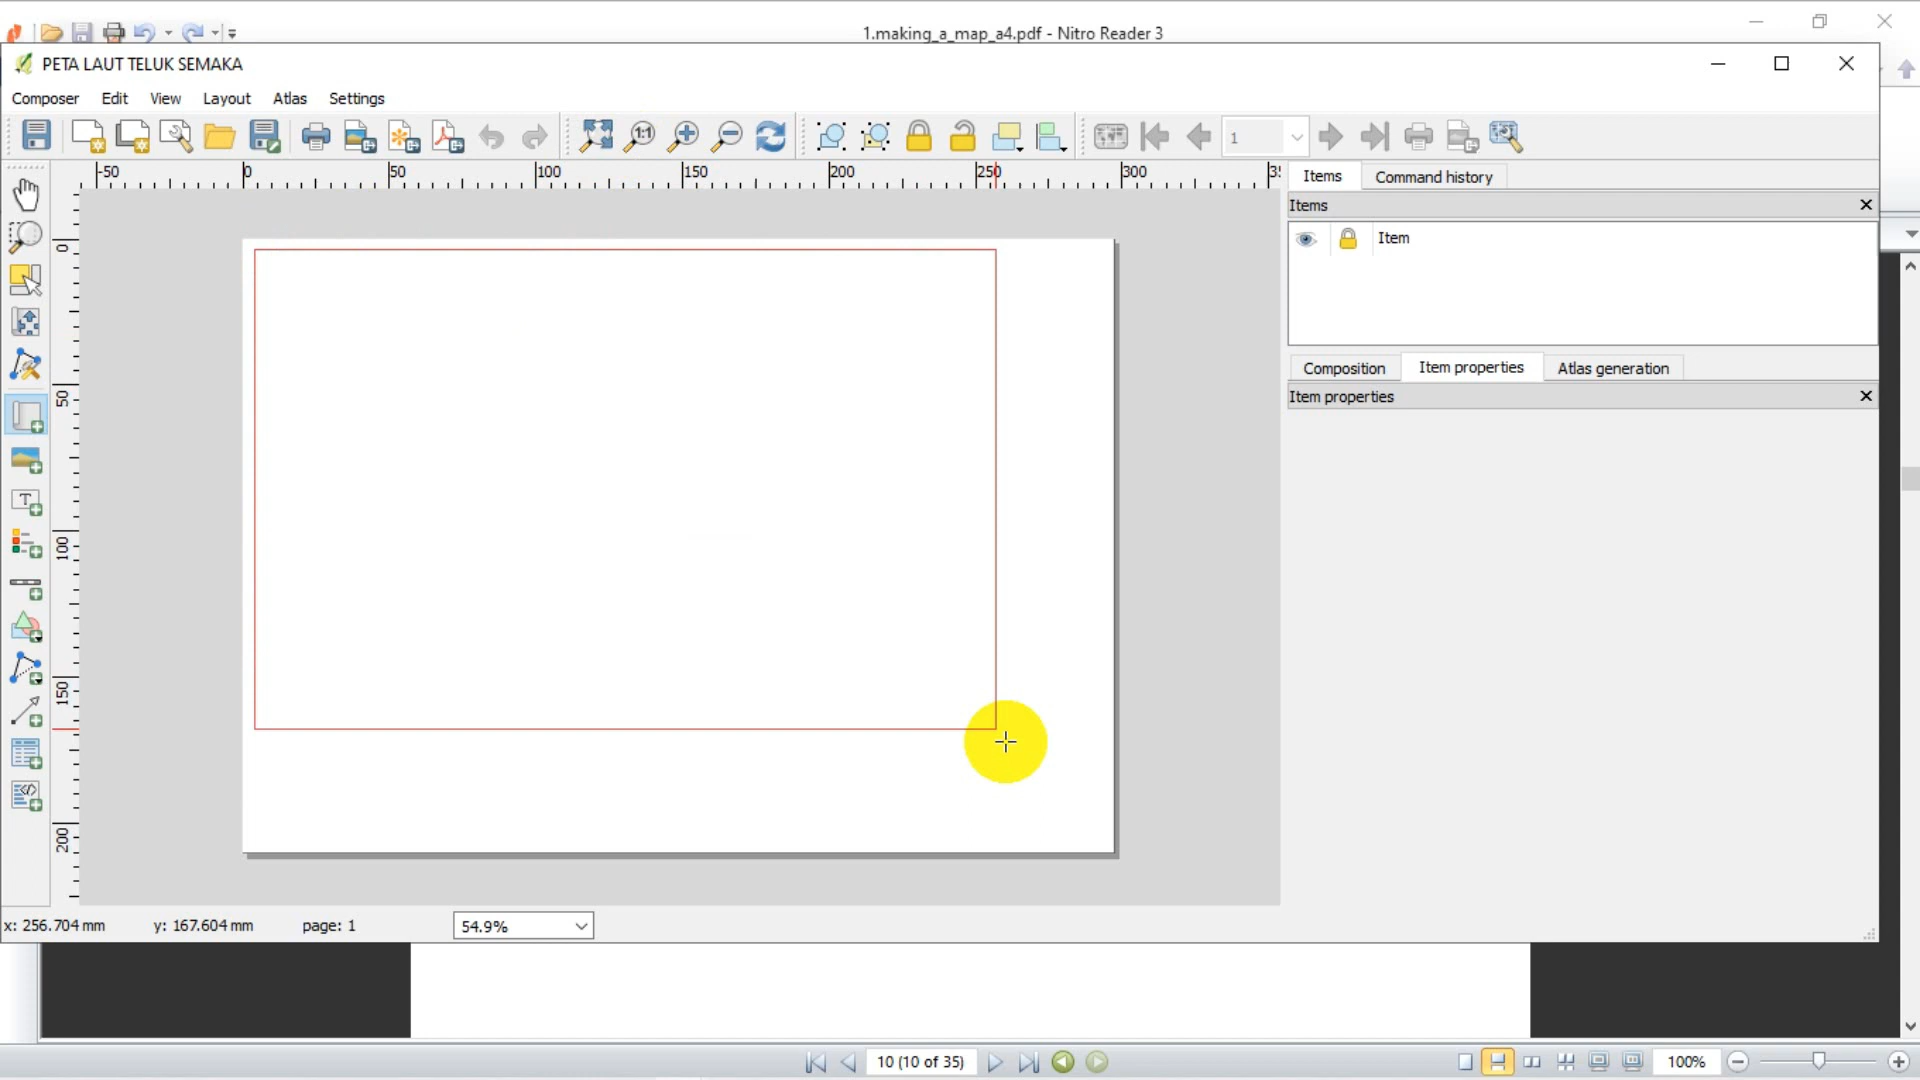 1.making_a_map_a4.pdf - Nitro Reader 3
PETA LAUT TELUK SEMAKA
Composer Edit View Layout Atlas Settings
1:1
1
-50 0 50 100 150 200 250 300
Items Command history
Items
Item
Composition Item properties Atlas generation
Item properties
0
50
100
150
200
T
x: 256.704 mm y: 167.604 mm page: 1 54.9%
10 (10 of 35) 100%